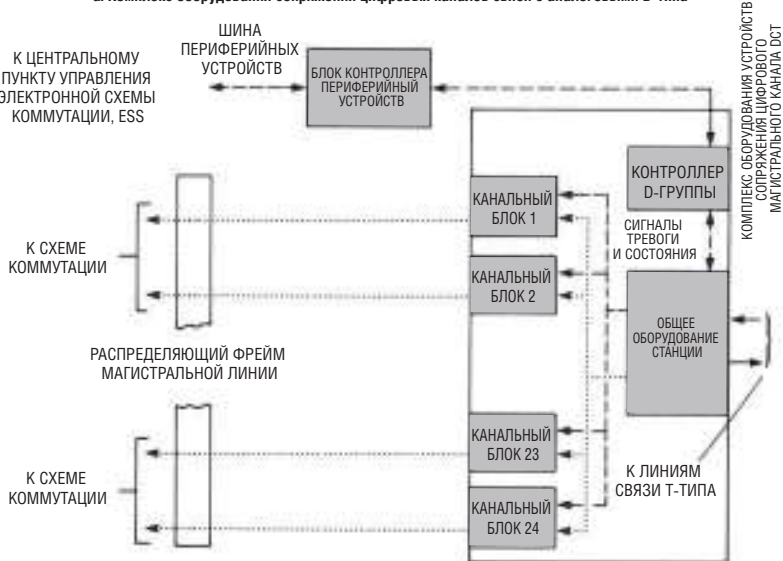 К ЦЕНТРАЛЬНОМУ
ПУНКТУ УПРАВЛЕНИЯ
ЭЛЕКТРОННОЙ СХЕМЫ
КОММУТАЦИИ, ESS
ШИНА
ПЕРИФЕРИЙНЫХ
УСТРОЙСТВ
БЛОК КОНТРОЛЛЕРА
ПЕРИФЕРИЙНЫЙ
УСТРОЙСТВ
КОМПЛЕКС ОБОРУДОВАНИЯ УСТРОЙСТВ
СОПРЯЖЕНИЯ ЦИФРОВОГО
МАГИСТРАЛЬНОГО КАНАЛА DCT
КОНТРОЛЛЕР
D-ГРУППЫ
КАНАЛЬНЫЙ
БЛОК 1
СИГНАЛЫ
ТРЕВОГИ
И СОСТОЯНИЯ
К СХЕМЕ
КОММУТАЦИИ
КАНАЛЬНЫЙ
БЛОК 2
ОБЩЕЕ
ОБОРУДОВАНИЕ
СТАНЦИИ
РАСПРЕДЕЛЯЮЩИЙ ФРЕЙМ
МАГИСТРАЛЬНОЙ ЛИНИИ
КАНАЛЬНЫЙ
БЛОК 23
К СХЕМЕ
КОММУТАЦИИ
К ЛИНИЯМ
СВЯЗИ Т-ТИПА
КАНАЛЬНЫЙ
БЛОК 24